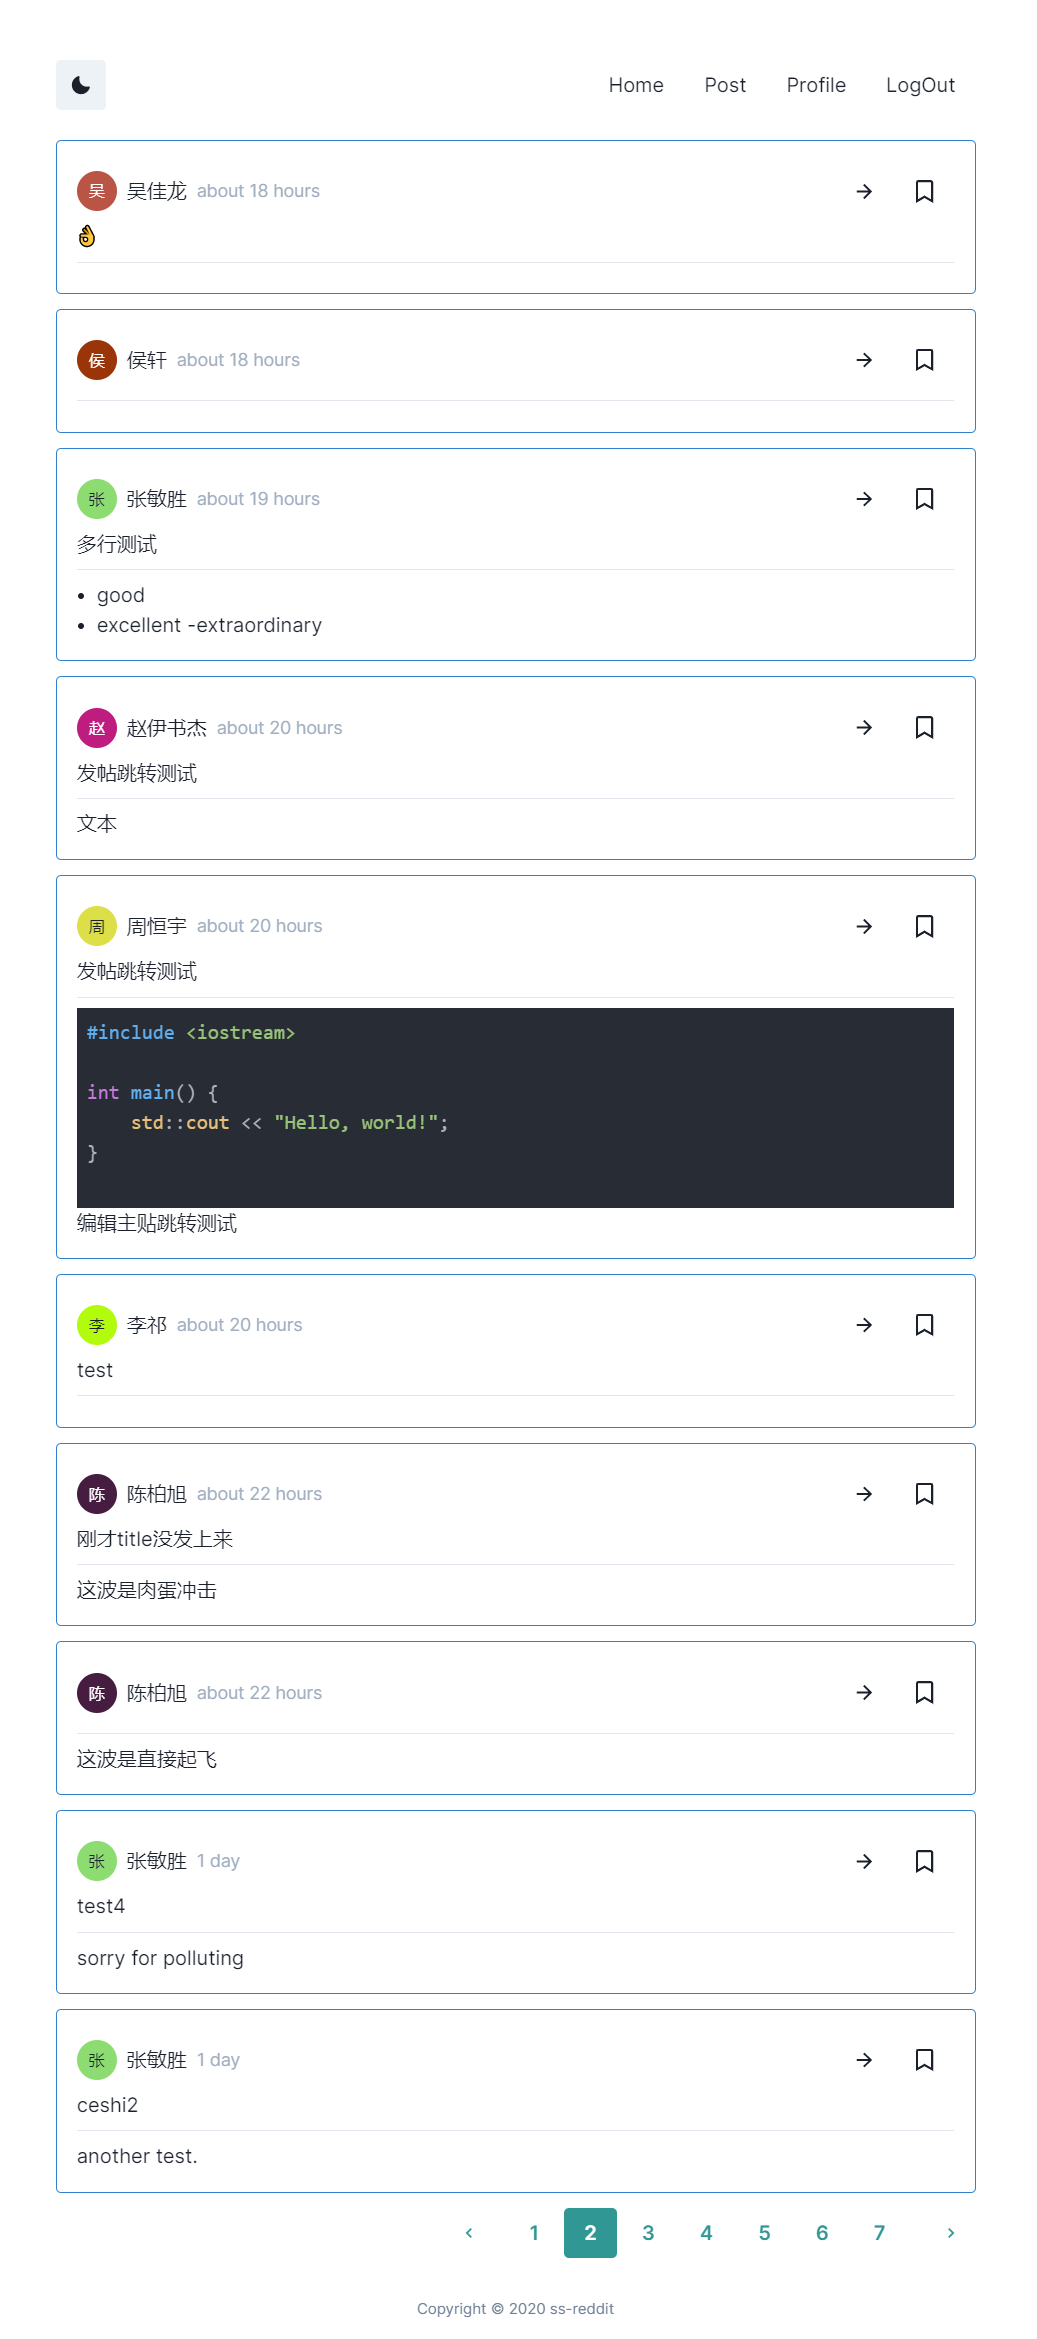 Home Post Profile LogOut
吴 吴佳龙 about 18 hours
👌
侯 侯轩 about 18 hours
张 张敏胜 about 19 hours
多行测试
• good
• excellent -extraordinary
赵 赵伊书杰 about 20 hours
发帖跳转测试
文本
周 周恒宇 about 20 hours
发帖跳转测试
#include <iostream>
int main() {
    std::cout << "Hello, world!";
}
编辑主贴跳转测试
李 李祁 about 20 hours
test
陈 陈柏旭 about 22 hours
刚才title没发上来
这波是肉蛋冲击
陈 陈柏旭 about 22 hours
这波是直接起飞
张 张敏胜 1 day
test4
sorry for polluting
张 张敏胜 1 day
ceshi2
another test.
‹ 1 2 3 4 5 6 7 ›
Copyright © 2020 ss-reddit